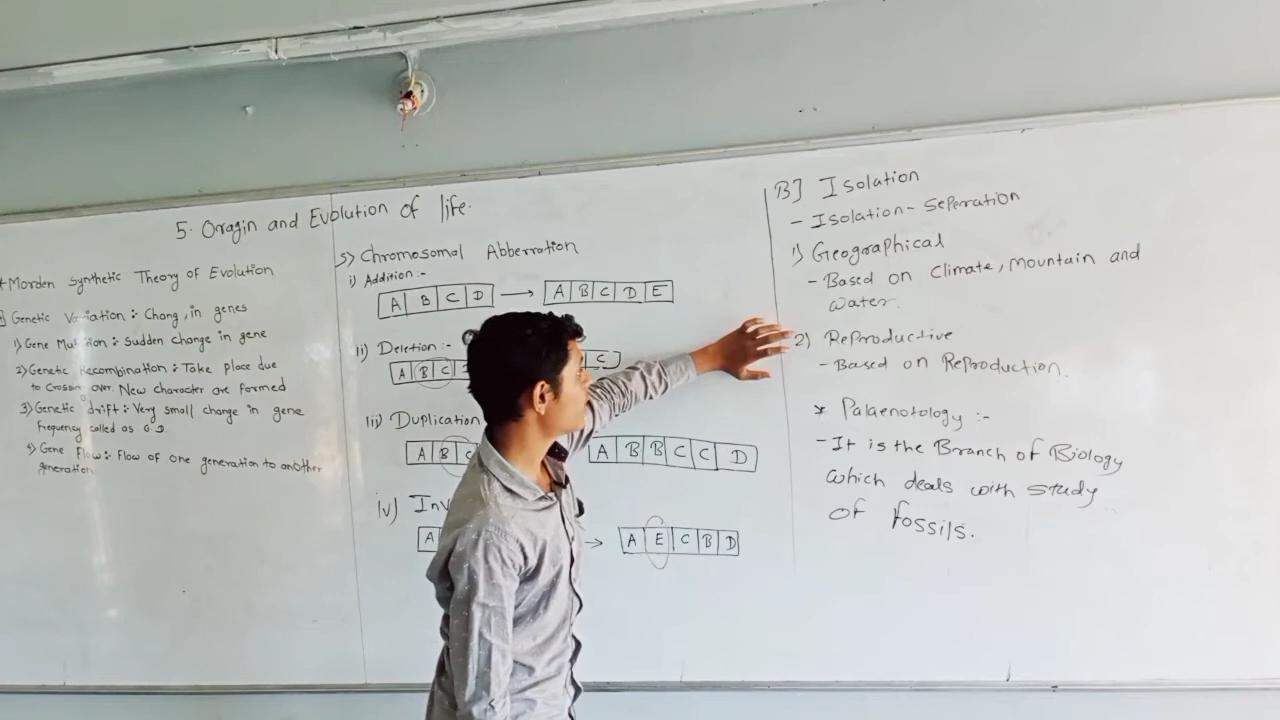 5. Oragin and Evolution of life.
* Morden Synthetic Theory of Evolution
Genetic Variation : Chang, in genes
1) Gene Mutation : Sudden change in gene
2) Genetic Recombination : Take place due
to Crossing over. New character are formed
3) Genetic drift : Very small change in gene
frequency called as G.D.
4) Gene Flow : Flow of one generation to another
generation
5) Chromosomal Abberration
i) Addition :-
A B C D → A B C D E
ii) Deletion :-
A B C C
iii) Duplication
A B C A B B C C D
iv) Inv
A → A E C B D
B] Isolation
- Isolation - Seperation
1) Geographical
- Based on Climate, mountain and
water.
2) Reproductive
- Based on Reproduction.
* Palaenotology :-
- It is the Branch of Biology
which deals with study
of fossils.